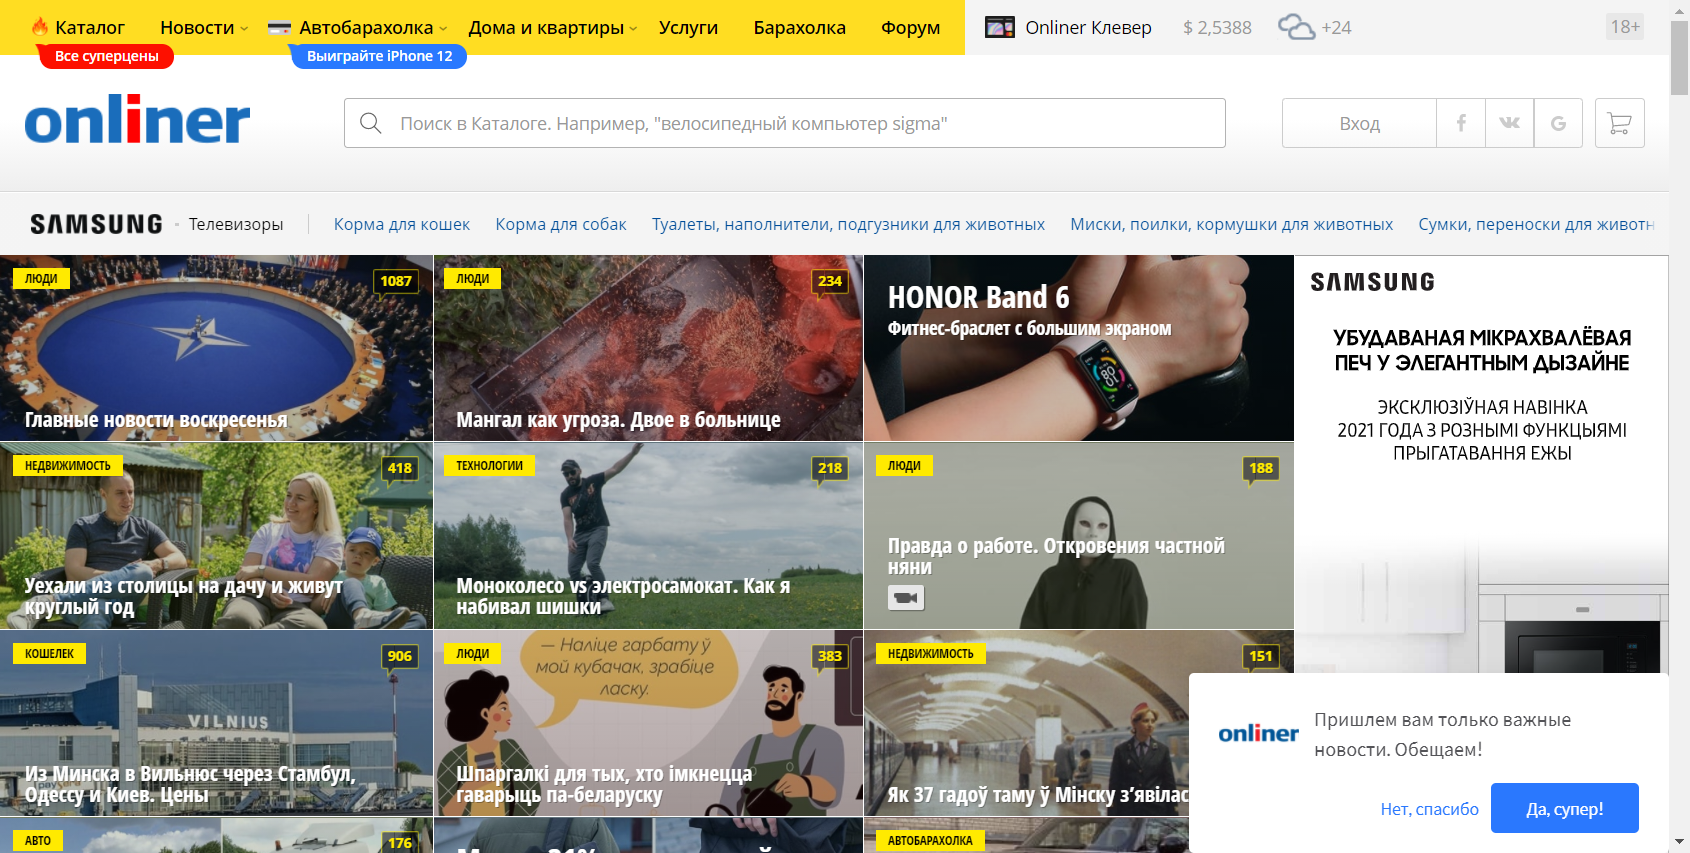 Каталог Новости Автобарахолка Дома и квартиры Услуги Барахолка Форум Onliner Клевер $ 2,5388 +24 18+
Все суперцены Выиграйте iPhone 12
onliner
Поиск в Каталоге. Например, "велосипедный компьютер sigma"
Вход
SAMSUNG Телевизоры Корма для кошек Корма для собак Туалеты, наполнители, подгузники для животных Миски, поилки, кормушки для животных Сумки, переноски для животн
ЛЮДИ
1087
Главные новости воскресенья
ЛЮДИ
234
Мангал как угроза. Двое в больнице
HONOR Band 6
Фитнес-браслет с большим экраном
SAMSUNG
УБУДАВАНАЯ МІКРАХВАЛЁВАЯ
ПЕЧ У ЭЛЕГАНТНЫМ ДЫЗАЙНЕ
ЭКСКЛЮЗІЎНАЯ НАВІНКА
2021 ГОДА З РОЗНЫМІ ФУНКЦЫЯМІ
ПРЫГАТАВАННЯ ЕЖЫ
НЕДВИЖИМОСТЬ
418
Уехали из столицы на дачу и живут
круглый год
ТЕХНОЛОГИИ
218
Моноколесо vs электросамокат. Как я
набивал шишки
ЛЮДИ
188
Правда о работе. Откровения частной
няни
КОШЕЛЕК
906
VILNIUS
Из Минска в Вильнюс через Стамбул,
Одессу и Киев. Цены
ЛЮДИ
383
— Наліце гарбату ў
мой кубачак, зрабіце
ласку.
Шпаргалкі для тых, хто імкнецца
гаварыць па-беларуску
НЕДВИЖИМОСТЬ
151
Як 37 гадоў таму ў Мінску з’явілас
onliner
Пришлем вам только важные
новости. Обещаем!
Нет, спасибо
Да, супер!
АВТО
176
АВТОБАРАХОЛКА